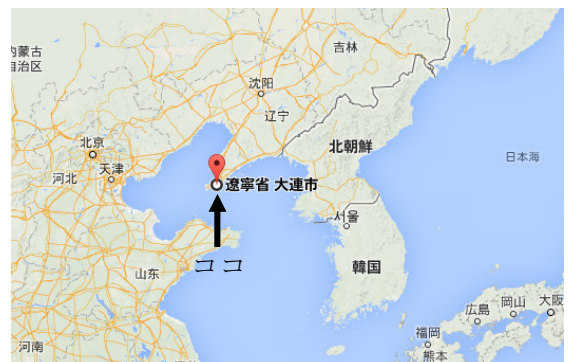 内蒙古
自治区
吉林
沈阳
辽宁
北京
天津
河北
北朝鮮
日本海
遼寧省 大連市
서울
ココ
山东
韓国
広島
岡山
大阪
福岡
熊本
河南